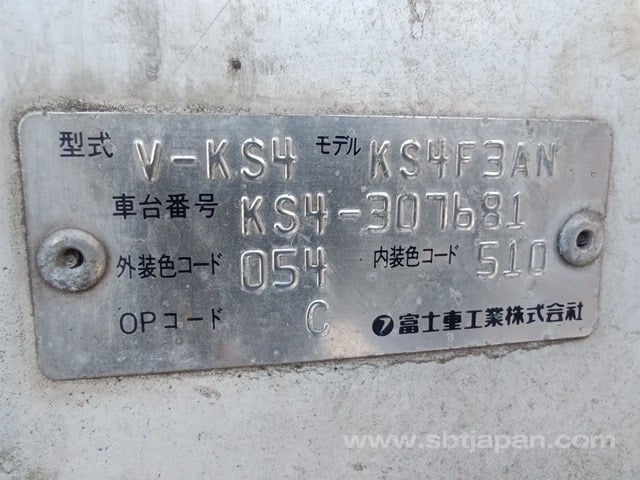 型式 V-KS4 モデル KS4F3AN
車台番号 KS4-307681
外装色コード 054 内装色コード 510
OPコード C 富士重工業株式会社
www.sbtjapan.com